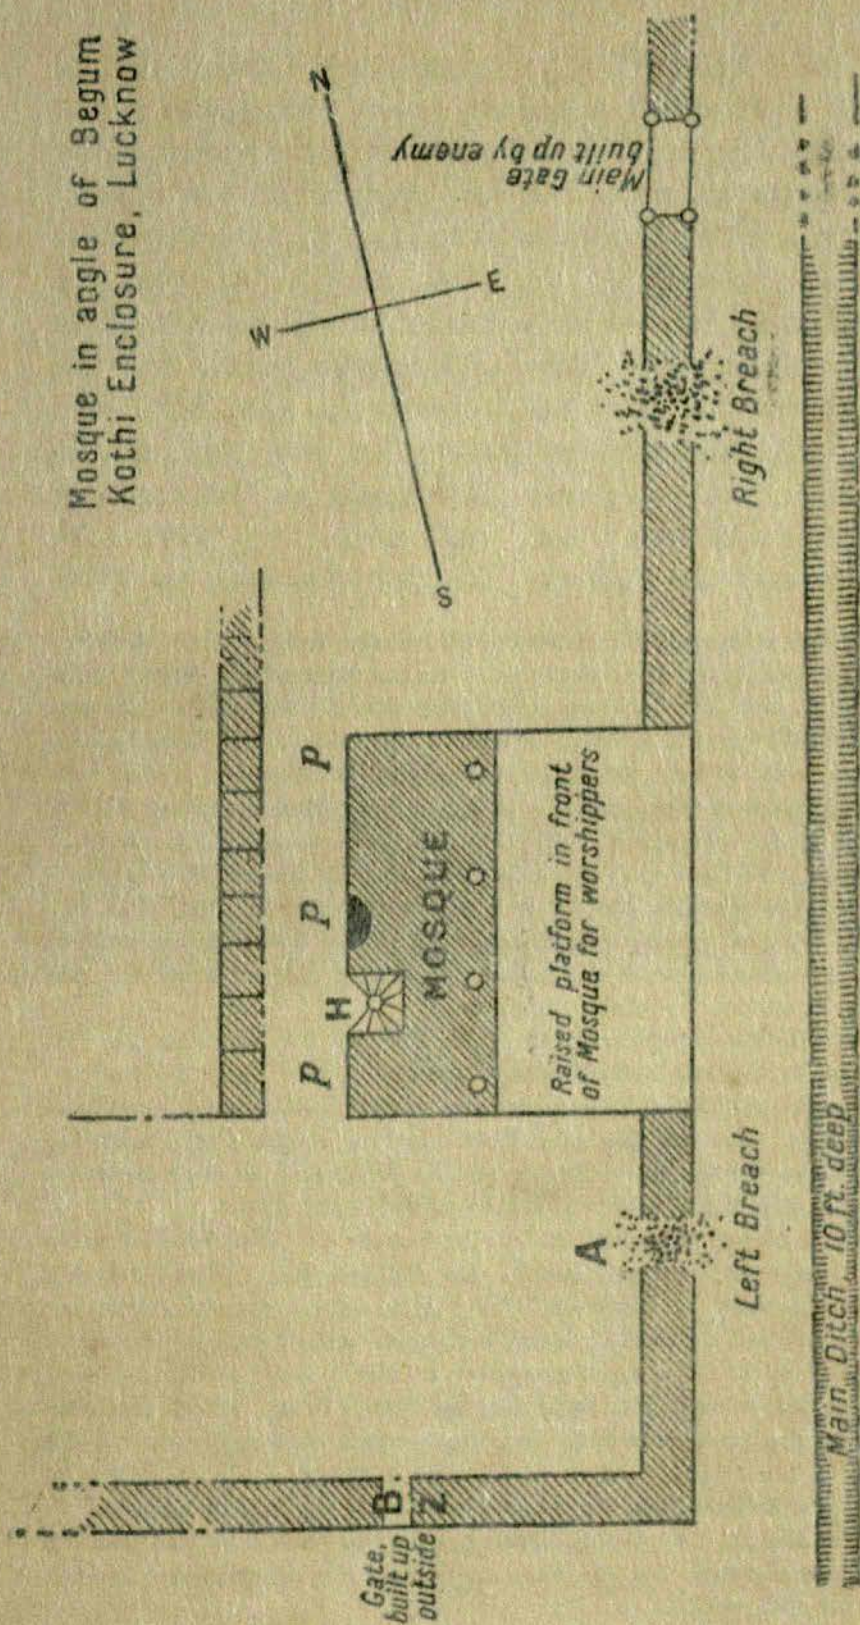 Mosque in angle of Begum
Kothi Enclosure, Lucknow
N
W
E
S
Main Gate
built up by enemy
Right Breach
P
P
P
H
MOSQUE
Raised platform in front
of Mosque for worshippers
A
Left Breach
B
Z
Gate,
built up
outside
Main Ditch 10 ft. deep